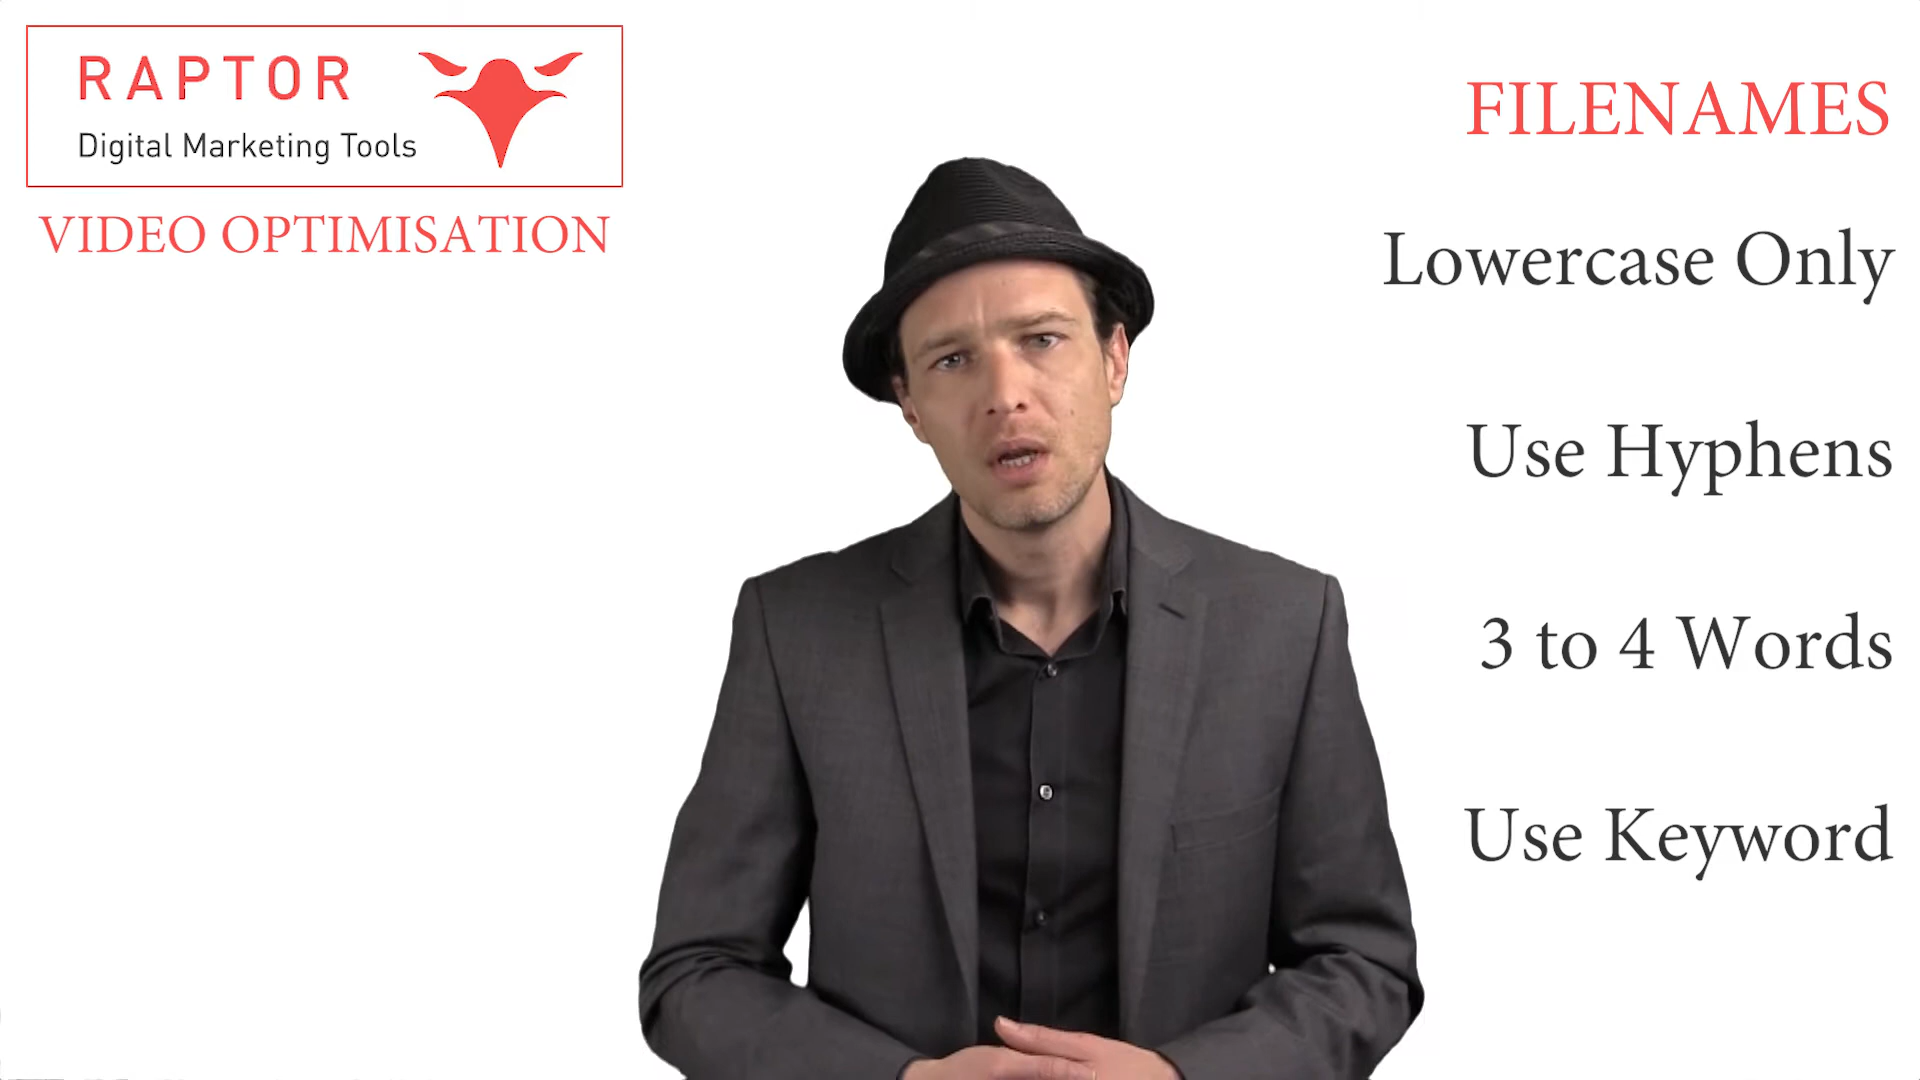 RAPTOR
Digital Marketing Tools
VIDEO OPTIMISATION
FILENAMES
Lowercase Only
Use Hyphens
3 to 4 Words
Use Keyword